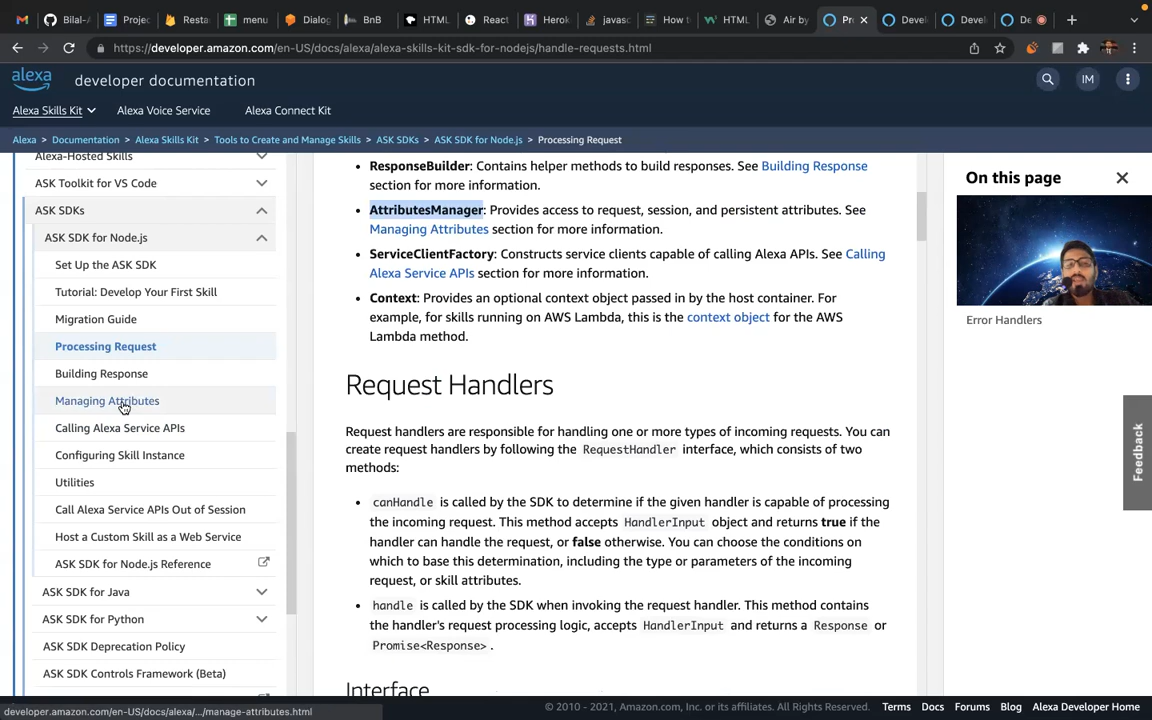 Bilal-A
Projec
Restau
menu
Dialog
BnB
HTML
React
Herok
javasc
How to
HTML
Air by
Pro
Develo
Develo
De
https://developer.amazon.com/en-US/docs/alexa/alexa-skills-kit-sdk-for-nodejs/handle-requests.html
alexa
developer documentation
IM
Alexa Skills Kit
Alexa Voice Service
Alexa Connect Kit
Alexa > Documentation > Alexa Skills Kit > Tools to Create and Manage Skills > ASK SDKs > ASK SDK for Node.js > Processing Request
Alexa-Hosted Skills
ASK Toolkit for VS Code
ASK SDKs
ASK SDK for Node.js
Set Up the ASK SDK
Tutorial: Develop Your First Skill
Migration Guide
Processing Request
Building Response
Managing Attributes
Calling Alexa Service APIs
Configuring Skill Instance
Utilities
Call Alexa Service APIs Out of Session
Host a Custom Skill as a Web Service
ASK SDK for Node.js Reference
ASK SDK for Java
ASK SDK for Python
ASK SDK Deprecation Policy
ASK SDK Controls Framework (Beta)
• ResponseBuilder: Contains helper methods to build responses. See Building Response
section for more information.
• AttributesManager: Provides access to request, session, and persistent attributes. See
Managing Attributes section for more information.
• ServiceClientFactory: Constructs service clients capable of calling Alexa APIs. See Calling
Alexa Service APIs section for more information.
• Context: Provides an optional context object passed in by the host container. For
example, for skills running on AWS Lambda, this is the context object for the AWS
Lambda method.
Request Handlers
Request handlers are responsible for handling one or more types of incoming requests. You can
create request handlers by following the RequestHandler interface, which consists of two
methods:
• canHandle is called by the SDK to determine if the given handler is capable of processing
the incoming request. This method accepts HandlerInput object and returns true if the
handler can handle the request, or false otherwise. You can choose the conditions on
which to base this determination, including the type or parameters of the incoming
request, or skill attributes.
• handle is called by the SDK when invoking the request handler. This method contains
the handler's request processing logic, accepts HandlerInput and returns a Response or
Promise<Response> .
Interface
On this page
Error Handlers
Feedback
developer.amazon.com/en-US/docs/alexa/.../manage-attributes.html
© 2010 - 2021, Amazon.com, Inc. or its affiliates. All Rights Reserved.
Terms
Docs
Forums
Blog
Alexa Developer Home